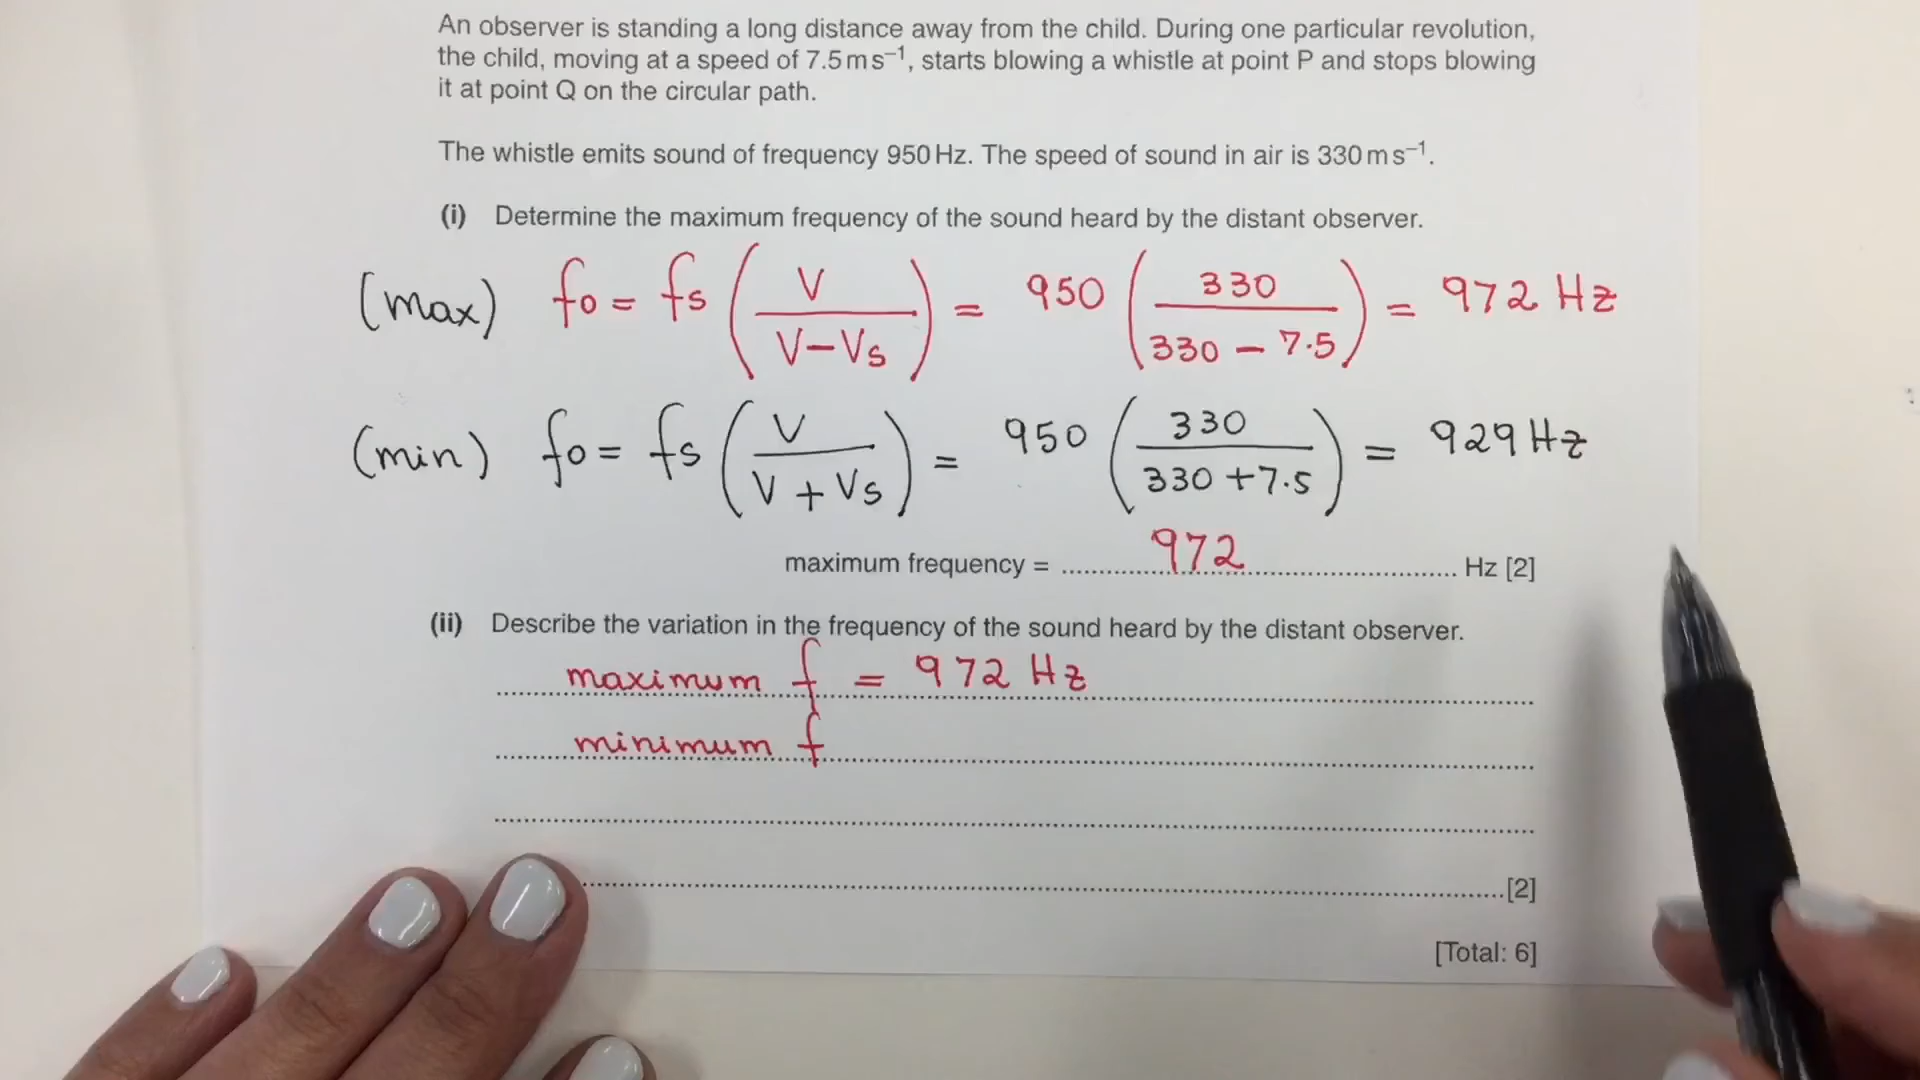 An observer is standing a long distance away from the child. During one particular revolution,
the child, moving at a speed of 7.5 m s⁻¹, starts blowing a whistle at point P and stops blowing
it at point Q on the circular path.
The whistle emits sound of frequency 950 Hz. The speed of sound in air is 330 m s⁻¹.
(i) Determine the maximum frequency of the sound heard by the distant observer.
(max) fo = fs (V / V−Vs) = 950 (330 / 330 − 7.5) = 972 Hz
(min) fo = fs (V / V + Vs) = 950 (330 / 330 + 7.5) = 929 Hz
maximum frequency = 972 Hz [2]
(ii) Describe the variation in the frequency of the sound heard by the distant observer.
maximum f = 972 Hz
minimum f
[2]
[Total: 6]